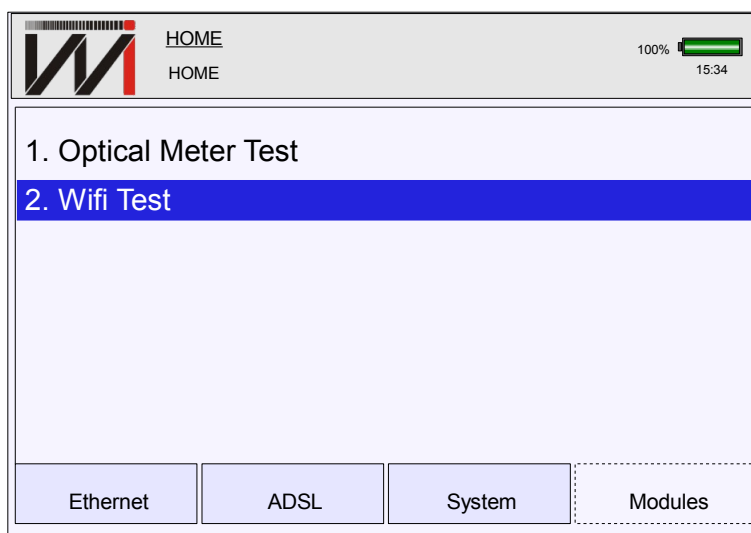 HOME
100%
HOME
15:34
1. Optical Meter Test
2. Wifi Test
Ethernet ADSL System Modules